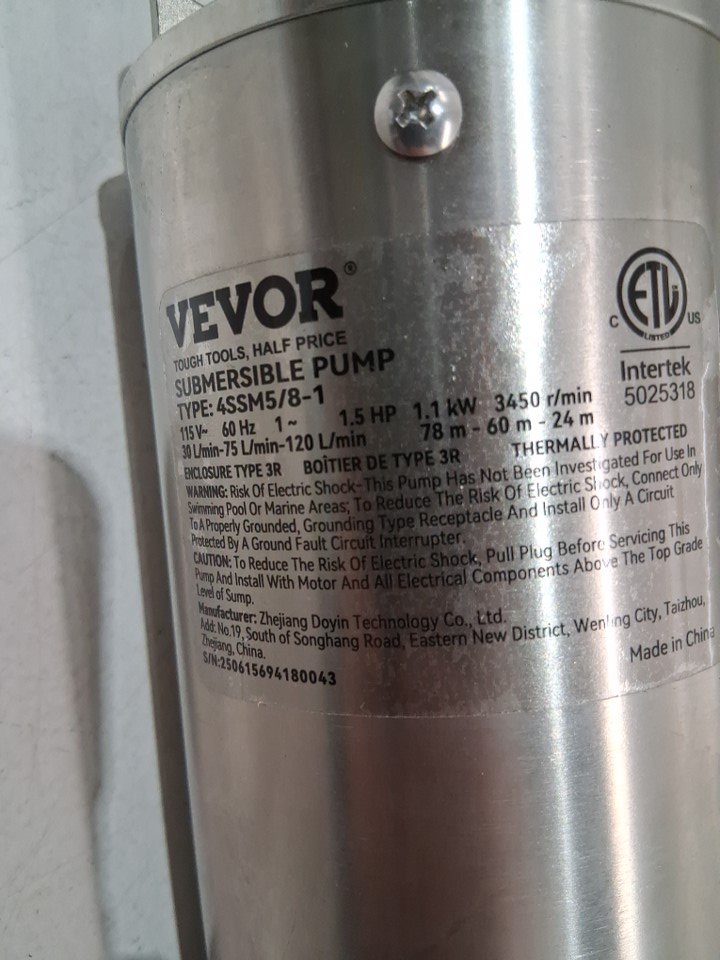 VEVOR®
TOUGH TOOLS, HALF PRICE
SUBMERSIBLE PUMP
TYPE: 4SSM5/8-1
115 V~ 60 Hz 1 ~ 1.5 HP 1.1 kW 3450 r/min
30 L/min-75 L/min-120 L/min 78 m - 60 m - 24 m
ENCLOSURE TYPE 3R BOÎTIER DE TYPE 3R THERMALLY PROTECTED
WARNING: Risk Of Electric Shock-This Pump Has Not Been Investigated For Use In
Swimming Pool Or Marine Areas; To Reduce The Risk Of Electric Shock, Connect Only
To A Properly Grounded, Grounding Type Receptacle And Install Only A Circuit
Protected By A Ground Fault Circuit Interrupter.
CAUTION: To Reduce The Risk Of Electric Shock, Pull Plug Before Servicing This
Pump And Install With Motor And All Electrical Components Above The Top Grade
Level of Sump.
Manufacturer: Zhejiang Doyin Technology Co., Ltd.
Add: No.19, South of Songhang Road, Eastern New District, Wenling City, Taizhou,
Zhejiang, China.
S/N:250615694180043
Made in China
C ETL US
LISTED
Intertek
5025318